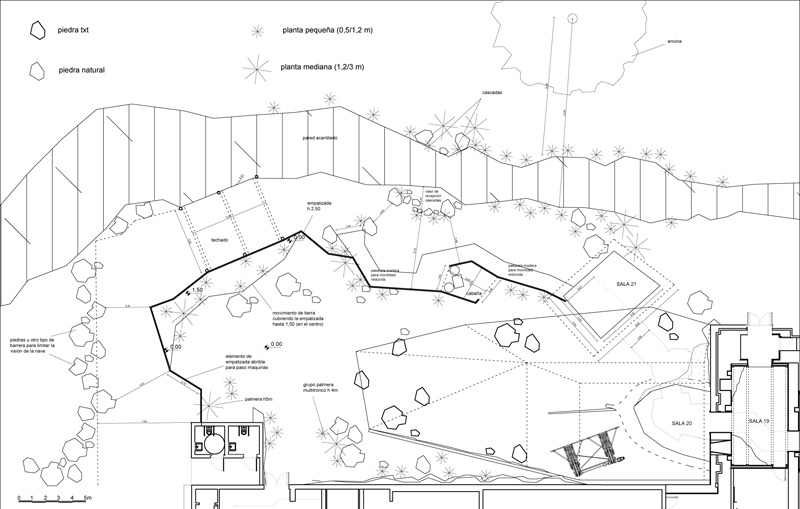 piedra txt
planta pequeña (0,5/1,2 m)
piedra natural
planta mediana (1,2/3 m)
encina
cascadas
pared acantilado
vaso de
recepción
cascadas
empalizada
h 2,50
techado
0,00
1,50
pasarela madera
para movilidad
reducida
pasarela madera
para movilidad
reducida
cabaña
SALA 21
movimiento de tierra
cubriendo la empalizada
hasta 1,50 (en el centro)
piedras u otro tipo de
barrera para limitar la
visión de la nave
0,00
0,00
elemento de
empalizada abrible
para paso maquinas
grupo palmera
multitronco h 4m
palmera h5m
SALA 20
SALA 19
0 1 2 3 4 5m